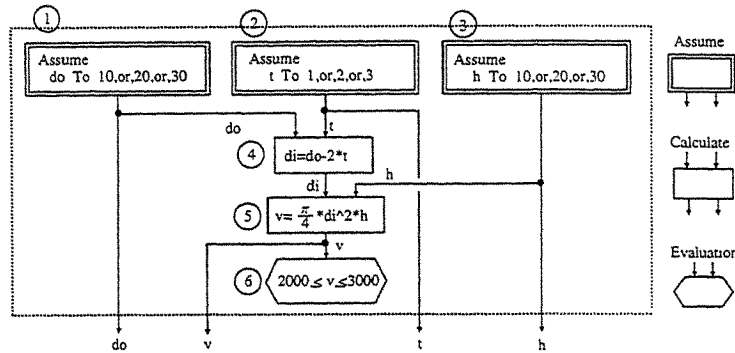 1
2
3
Assume
do To 10,or,20,or,30
Assume
t To 1,or,2,or,3
Assume
h To 10,or,20,or,30
Assume
do
t
4
di=do-2*t
Calculate
di
h
5
v= π/4 *di^2*h
v
Evaluation
6
2000 ≤ v ≤3000
do
v
t
h